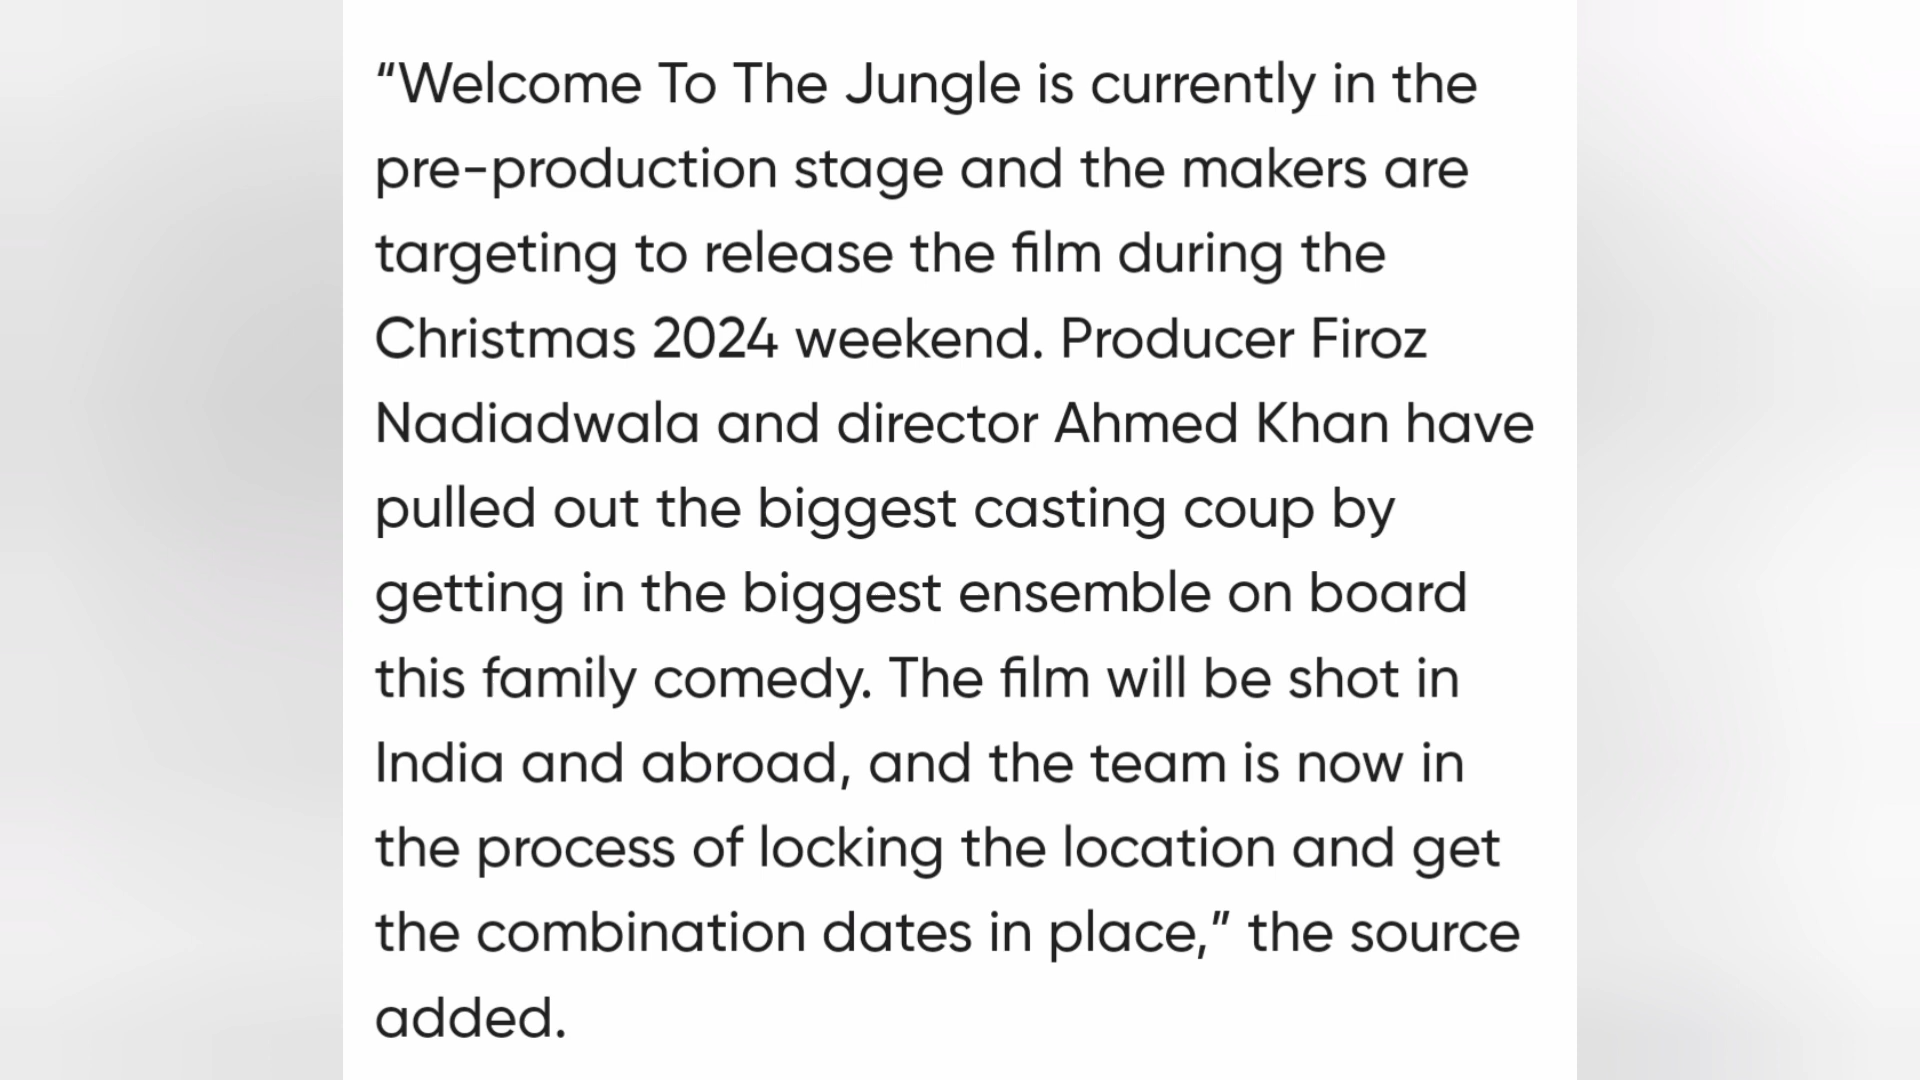 “Welcome To The Jungle is currently in the
pre-production stage and the makers are
targeting to release the film during the
Christmas 2024 weekend. Producer Firoz
Nadiadwala and director Ahmed Khan have
pulled out the biggest casting coup by
getting in the biggest ensemble on board
this family comedy. The film will be shot in
India and abroad, and the team is now in
the process of locking the location and get
the combination dates in place,” the source
added.